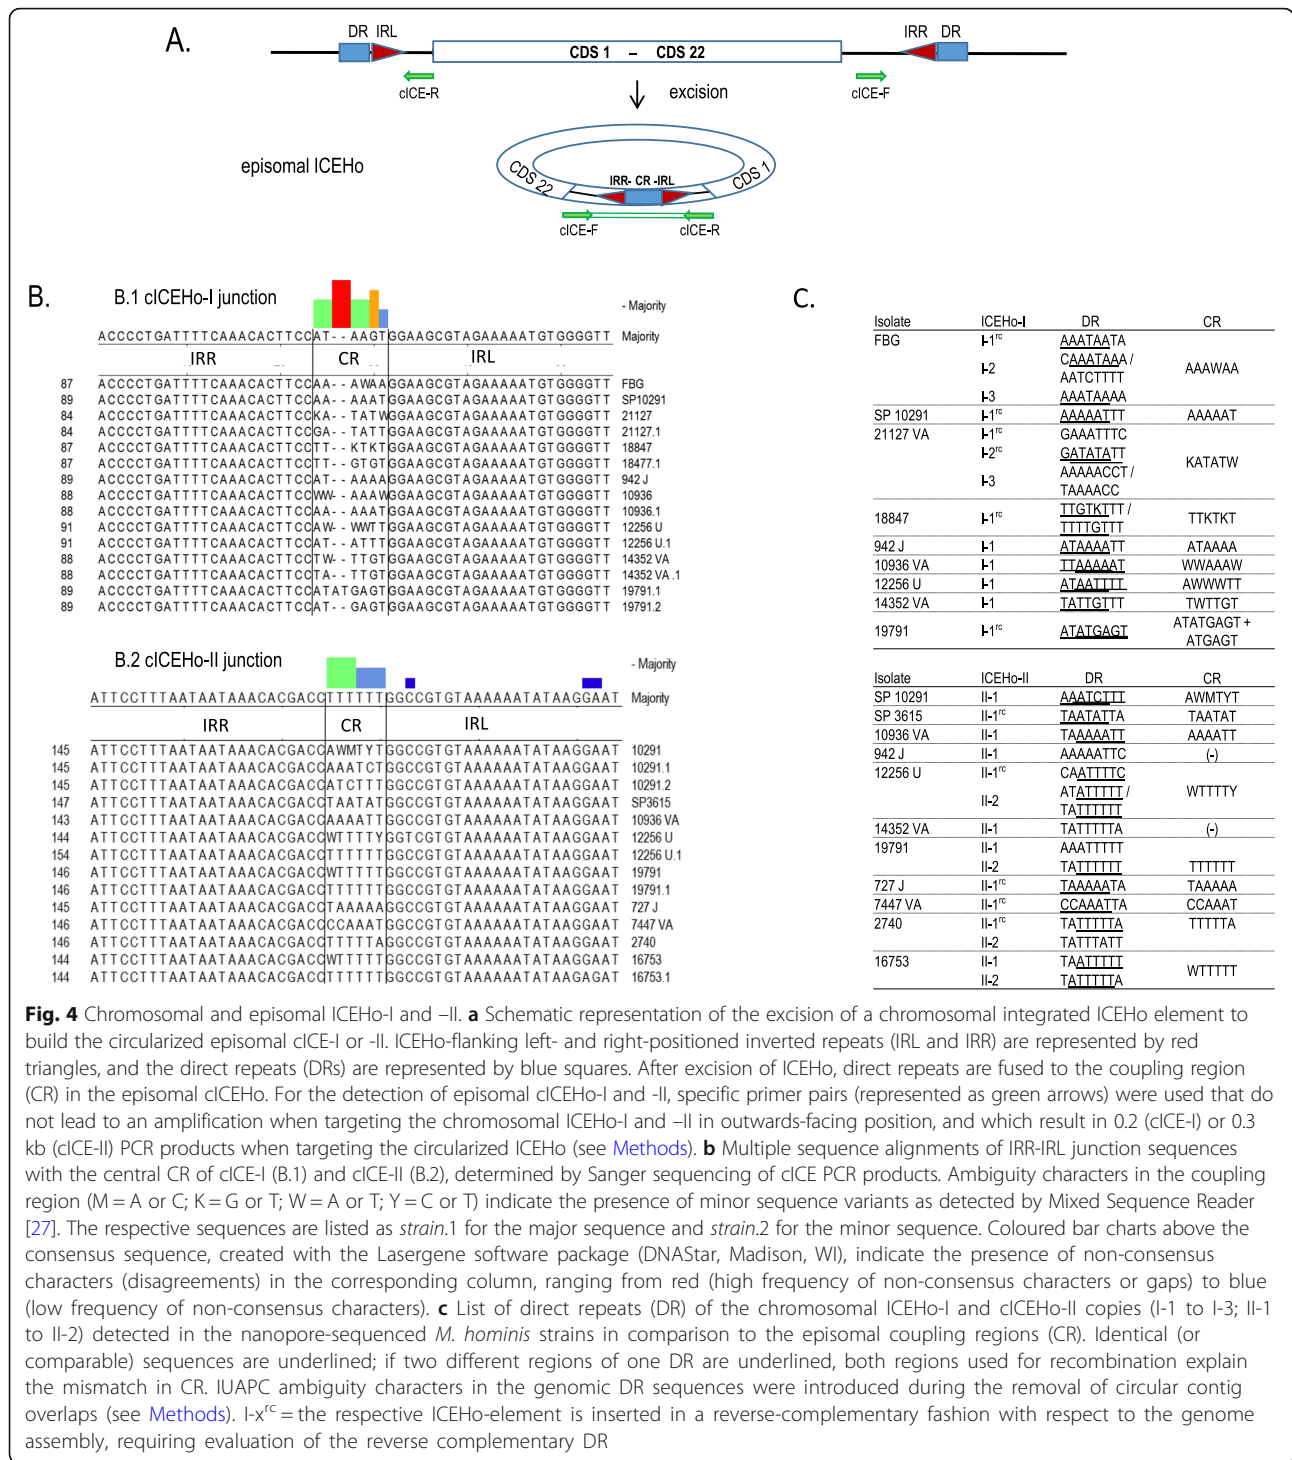 A.
DR IRL
IRR DR
CDS 1 – CDS 22
cICE-R
excision
cICE-F
episomal ICEHo
CDS 22
IRR- CR -IRL
CDS 1
cICE-F
cICE-R
B.
B.1 cICEHo-I junction
- Majority
ACCCCTGATTTTCAAACACTTCCAT--AAGTGGAAGCGTAGAAAAATGTGGGGTT Majority
IRR CR IRL
87 ACCCCTGATTTTCAAACACTTCCAA--AWAAGGAAGCGTAGAAAAATGTGGGGTT FBG
89 ACCCCTGATTTTCAAACACTTCCAA--AAATGGAAGCGTAGAAAAATGTGGGGTT SP10291
84 ACCCCTGATTTTCAAACACTTCCKA--TATWGGAAGCGTAGAAAAATGTGGGGTT 21127
84 ACCCCTGATTTTCAAACACTTCCGA--TATTGGAAGCGTAGAAAAATGTGGGGTT 21127.1
87 ACCCCTGATTTTCAAACACTTCCTT--KTKTGGAAGCGTAGAAAAATGTGGGGTT 18847
87 ACCCCTGATTTTCAAACACTTCCTT--GTGTGGAAGCGTAGAAAAATGTGGGGTT 18477.1
89 ACCCCTGATTTTCAAACACTTCCAT--AAAAGGAAGCGTAGAAAAATGTGGGGTT 942 J
88 ACCCCTGATTTTCAAACACTTCCWW--AAAWGGAAGCGTAGAAAAATGTGGGGTT 10936
88 ACCCCTGATTTTCAAACACTTCCAA--AAATGGAAGCGTAGAAAAATGTGGGGTT 10936.1
91 ACCCCTGATTTTCAAACACTTCCAW--WWTTGGAAGCGTAGAAAAATGTGGGGTT 12256 U
91 ACCCCTGATTTTCAAACACTTCCAT--ATTTGGAAGCGTAGAAAAATGTGGGGTT 12256 U.1
88 ACCCCTGATTTTCAAACACTTCCTW--TTGTGGAAGCGTAGAAAAATGTGGGGTT 14352 VA
88 ACCCCTGATTTTCAAACACTTCCTA--TTGTGGAAGCGTAGAAAAATGTGGGGTT 14352 VA .1
89 ACCCCTGATTTTCAAACACTTCCATATGAGTGGAAGCGTAGAAAAATGTGGGGTT 19791.1
89 ACCCCTGATTTTCAAACACTTCCAT--GAGTGGAAGCGTAGAAAAATGTGGGGTT 19791.2
B.2 cICEHo-II junction
- Majority
ATTCCTTTAATAATAAACACGACCTTTTTTGGCCGTGTAAAAAATATAAGGAAT Majority
IRR CR IRL
145 ATTCCTTTAATAATAAACACGACCAWMTYTGGCCGTGTAAAAAATATAAGGAAT 10291
145 ATTCCTTTAATAATAAACACGACCAAATCTGGCCGTGTAAAAAATATAAGGAAT 10291.1
145 ATTCCTTTAATAATAAACACGACCATCTTTGGCCGTGTAAAAAATATAAGGAAT 10291.2
147 ATTCCTTTAATAATAAACACGACCTAATATGGCCGTGTAAAAAATATAAGGAAT SP3615
143 ATTCCTTTAATAATAAACACGACCAAAATTGGCCGTGTAAAAAATATAAGGAAT 10936 VA
144 ATTCCTTTAATAATAAACACGACCWTTTTYGGTCGTGTAAAAAATATAAGGAAT 12256 U
154 ATTCCTTTAATAATAAACACGACCTTTTTTGGCCGTGTAAAAAATATAAGGAAT 12256 U.1
146 ATTCCTTTAATAATAAACACGACCWTTTTTGGCCGTGTAAAAAATATAAGGAAT 19791
146 ATTCCTTTAATAATAAACACGACCTTTTTTGGCCGTGTAAAAAATATAAGGAAT 19791.1
145 ATTCCTTTAATAATAAACACGACCTAAAAAGGCCGTGTAAAAAATATAAGGAAT 727 J
146 ATTCCTTTAATAATAAACACGACCCCAAATGGCCGTGTAAAAAATATAAGGAAT 7447 VA
146 ATTCCTTTAATAATAAACACGACCTTTTTAGGCCGTGTAAAAAATATAAGGAAT 2740
144 ATTCCTTTAATAATAAACACGACCWTTTTTGGCCGTGTAAAAAATATAAGGAAT 16753
144 ATTCCTTTAATAATAAACACGACCTTTTTTGGCCGTGTAAAAAATATAAGAGAT 16753.1
C.
Isolate ICEHo-I DR CR
FBG I-1rc AAATAATA
I-2 CAAATAAA /
AATCTTTT
AAAWAA
I-3 AAATAAAA
SP 10291 I-1rc AAAAATTT AAAAAT
21127 VA I-1rc GAAATTTC
I-2rc GATATATT
KATATW
I-3 AAAAACCT /
TAAAACC
18847 I-1rc TTGTKTTT /
TTTTGTTT
TTKTKT
942 J I-1 ATAAAATT ATAAAA
10936 VA I-1 TTAAAAAT WWAAAW
12256 U I-1 ATAATTTT AWWWTT
14352 VA I-1 TATTGTTT TWTTGT
19791 I-1rc ATATGAGT ATATGAGT +
ATGAGT
Isolate ICEHo-II DR CR
SP 10291 II-1 AAATCTTT AWMTYT
SP 3615 II-1rc TAATATTA TAATAT
10936 VA II-1 TAAAAATT AAAATT
942 J II-1 AAAAATTC (-)
12256 U II-1rc CAATTTTC
II-2 ATATTTTT /
TATTTTTT
WTTTTY
14352 VA II-1 TATTTTTA (-)
19791 II-1 AAATTTTT
II-2 TATTTTTT TTTTTT
727 J II-1rc TAAAAATA TAAAAA
7447 VA II-1rc CCAAATTA CCAAAT
2740 II-1rc TATTTTTA TTTTTA
II-2 TATTTATT
16753 II-1 TAATTTTT
II-2 TATTTTTA
WTTTTT
Fig. 4 Chromosomal and episomal ICEHo-I and –II. a Schematic representation of the excision of a chromosomal integrated ICEHo element to
build the circularized episomal cICE-I or -II. ICEHo-flanking left- and right-positioned inverted repeats (IRL and IRR) are represented by red
triangles, and the direct repeats (DRs) are represented by blue squares. After excision of ICEHo, direct repeats are fused to the coupling region
(CR) in the episomal cICEHo. For the detection of episomal cICEHo-I and -II, specific primer pairs (represented as green arrows) were used that do
not lead to an amplification when targeting the chromosomal ICEHo-I and –II in outwards-facing position, and which result in 0.2 (cICE-I) or 0.3
kb (cICE-II) PCR products when targeting the circularized ICEHo (see Methods). b Multiple sequence alignments of IRR-IRL junction sequences
with the central CR of cICE-I (B.1) and cICE-II (B.2), determined by Sanger sequencing of cICE PCR products. Ambiguity characters in the coupling
region (M = A or C; K = G or T; W = A or T; Y = C or T) indicate the presence of minor sequence variants as detected by Mixed Sequence Reader
[27]. The respective sequences are listed as strain.1 for the major sequence and strain.2 for the minor sequence. Coloured bar charts above the
consensus sequence, created with the Lasergene software package (DNAStar, Madison, WI), indicate the presence of non-consensus
characters (disagreements) in the corresponding column, ranging from red (high frequency of non-consensus characters or gaps) to blue
(low frequency of non-consensus characters). c List of direct repeats (DR) of the chromosomal ICEHo-I and cICEHo-II copies (I-1 to I-3; II-1
to II-2) detected in the nanopore-sequenced M. hominis strains in comparison to the episomal coupling regions (CR). Identical (or
comparable) sequences are underlined; if two different regions of one DR are underlined, both regions used for recombination explain
the mismatch in CR. IUAPC ambiguity characters in the genomic DR sequences were introduced during the removal of circular contig
overlaps (see Methods). I-xrc = the respective ICEHo-element is inserted in a reverse-complementary fashion with respect to the genome
assembly, requiring evaluation of the reverse complementary DR